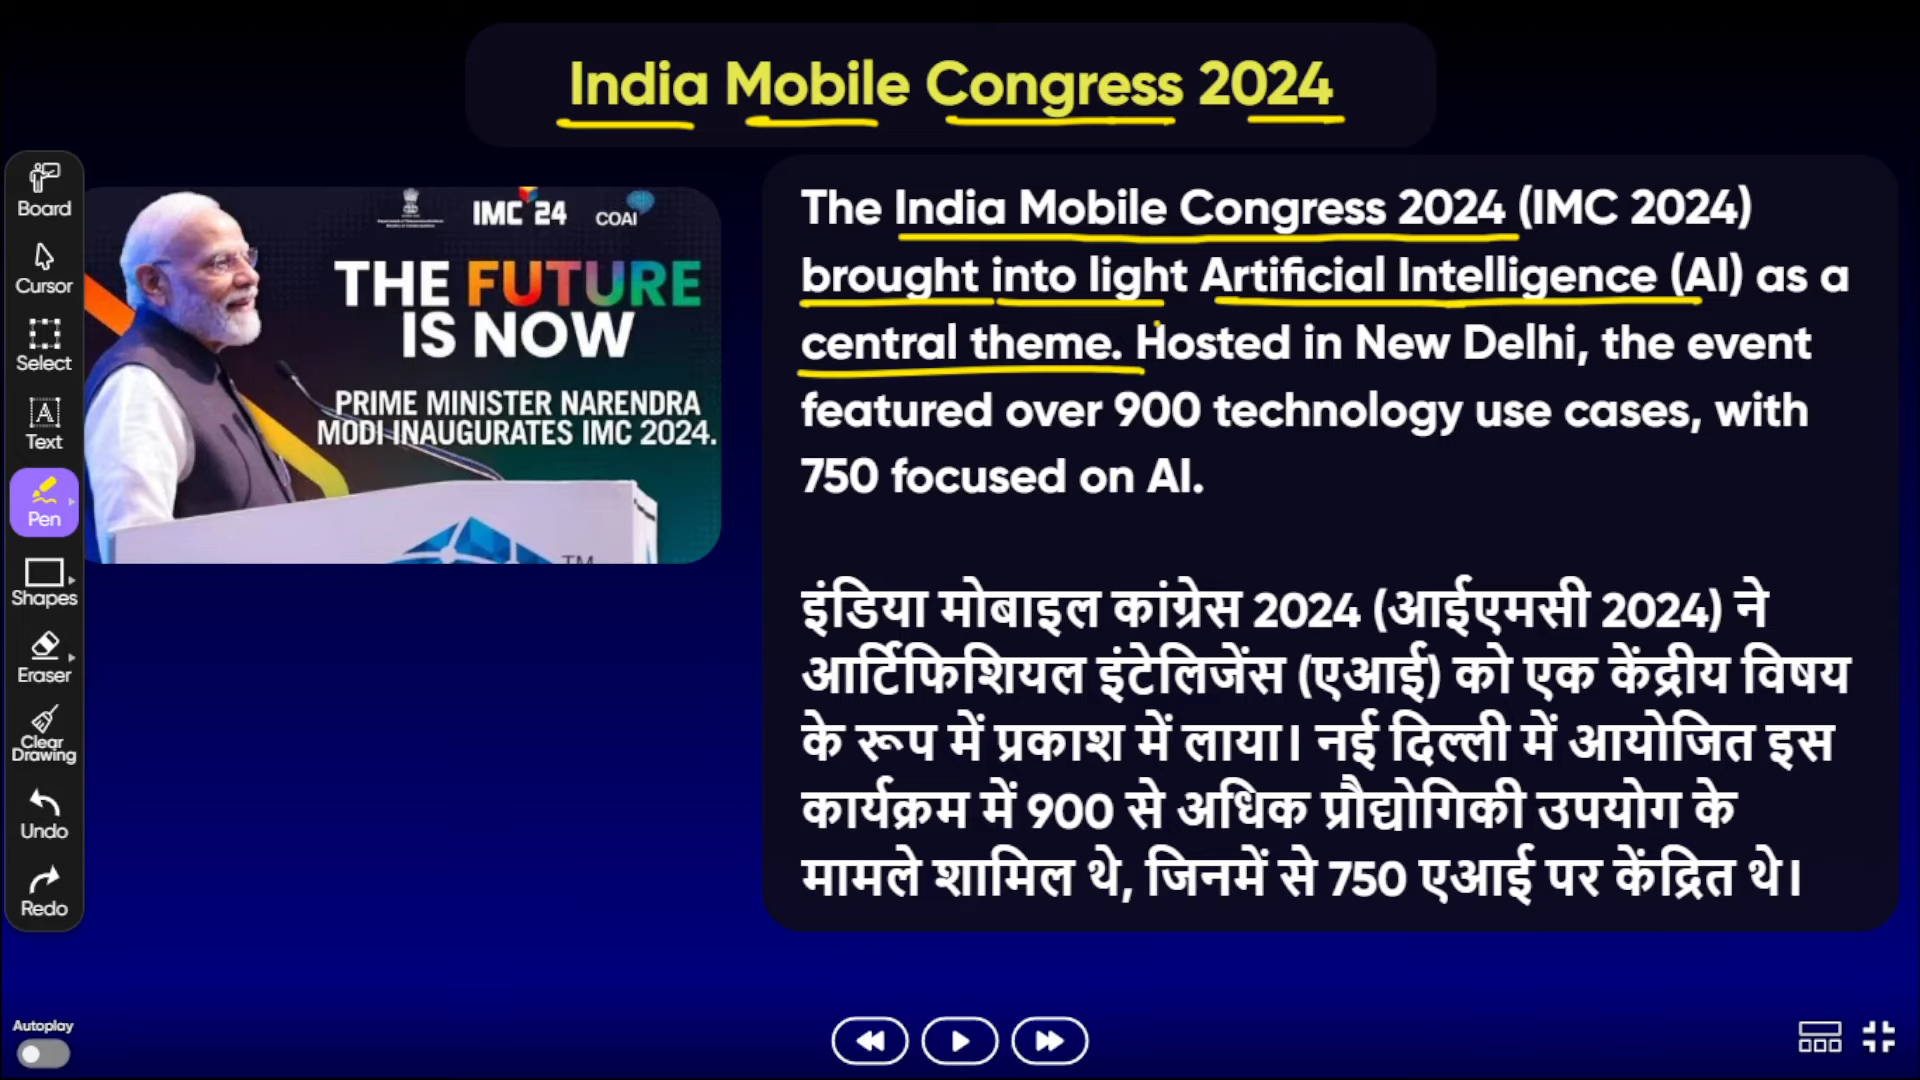 India Mobile Congress 2024
Board
Cursor
Select
Text
Pen
Shapes
Eraser
Clear
Drawing
Undo
Redo
Autoplay
IMC '24
COAI
THE FUTURE
IS NOW
PRIME MINISTER NARENDRA
MODI INAUGURATES IMC 2024.
TM
The India Mobile Congress 2024 (IMC 2024)
brought into light Artificial Intelligence (AI) as a
central theme. Hosted in New Delhi, the event
featured over 900 technology use cases, with
750 focused on AI.
इंडिया मोबाइल कांग्रेस 2024 (आईएमसी 2024) ने
आर्टिफिशियल इंटेलिजेंस (एआई) को एक केंद्रीय विषय
के रूप में प्रकाश में लाया। नई दिल्ली में आयोजित इस
कार्यक्रम में 900 से अधिक प्रौद्योगिकी उपयोग के
मामले शामिल थे, जिनमें से 750 एआई पर केंद्रित थे।